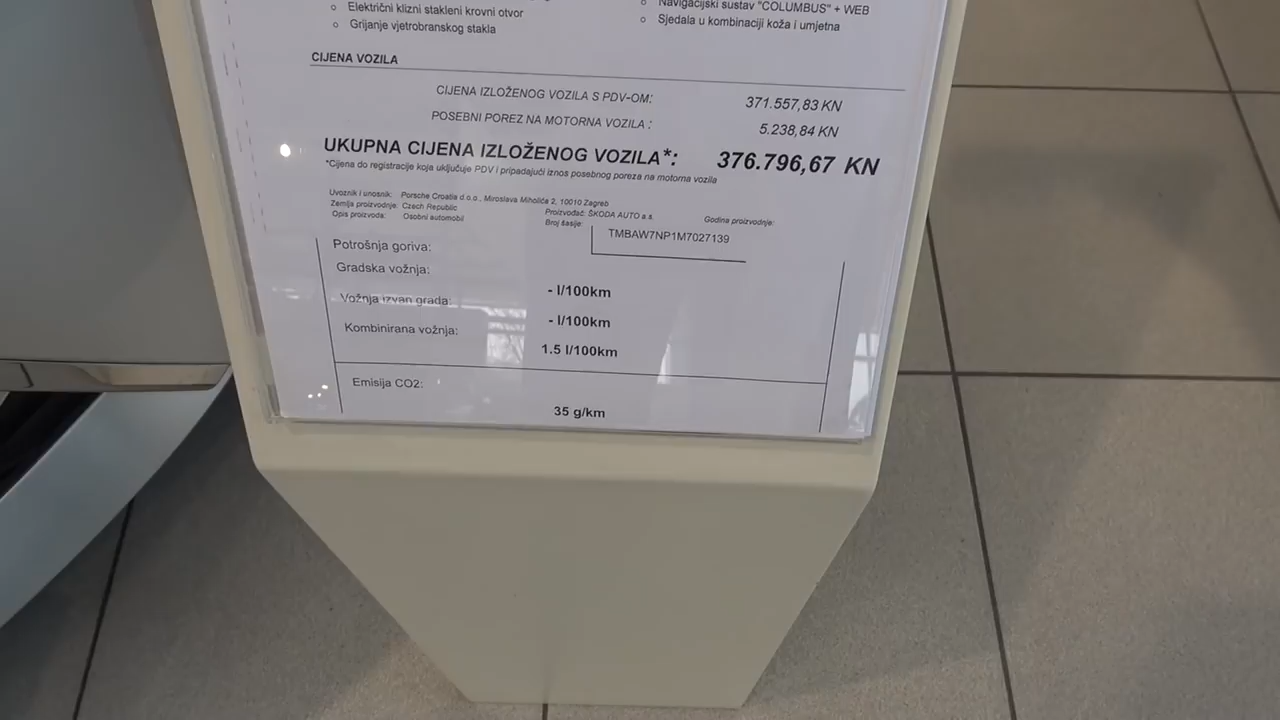 Električni klizni stakleni krovni otvor
Grijanje vjetrobranskog stakla
Navigacijski sustav "COLUMBUS" + WEB
Sjedala u kombinaciji koža i umjetna
CIJENA VOZILA
CIJENA IZLOŽENOG VOZILA S PDV-OM: 371.557,83 KN
POSEBNI POREZ NA MOTORNA VOZILA : 5.238,84 KN
UKUPNA CIJENA IZLOŽENOG VOZILA*: 376.796,67 KN
*Cijena do registracije koja uključuje PDV i pripadajući iznos posebnog poreza na motorna vozila
Uvoznik i unosnik: Porsche Croatia d.o.o., Miroslava Miholića 2, 10010 Zagreb
Zemlja proizvodnje: Czech Republic Proizvođač: ŠKODA AUTO a.s. Godina proizvodnje:
Opis proizvoda: Osobni automobil Broj šasije: TMBAW7NP1M7027139
Potrošnja goriva:
Gradska vožnja: - l/100km
Vožnja izvan grada: - l/100km
Kombinirana vožnja: 1.5 l/100km
Emisija CO2: 35 g/km